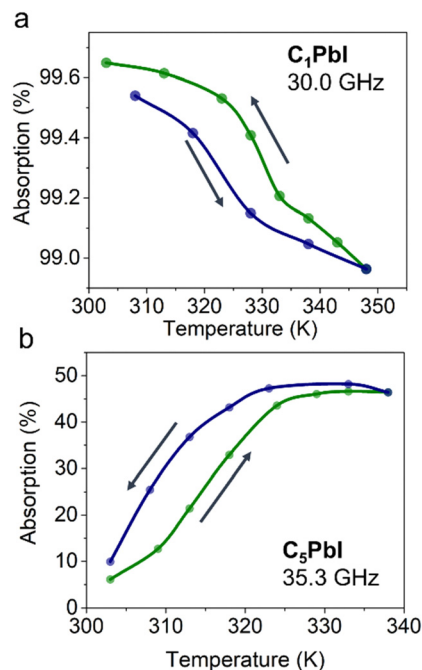 a
C₁PbI
30.0 GHz
Absorption (%)
99.6
99.4
99.2
99.0
300 310 320 330 340 350
Temperature (K)
b
Absorption (%)
50
40
30
20
10
0
C₅PbI
35.3 GHz
300 310 320 330 340
Temperature (K)